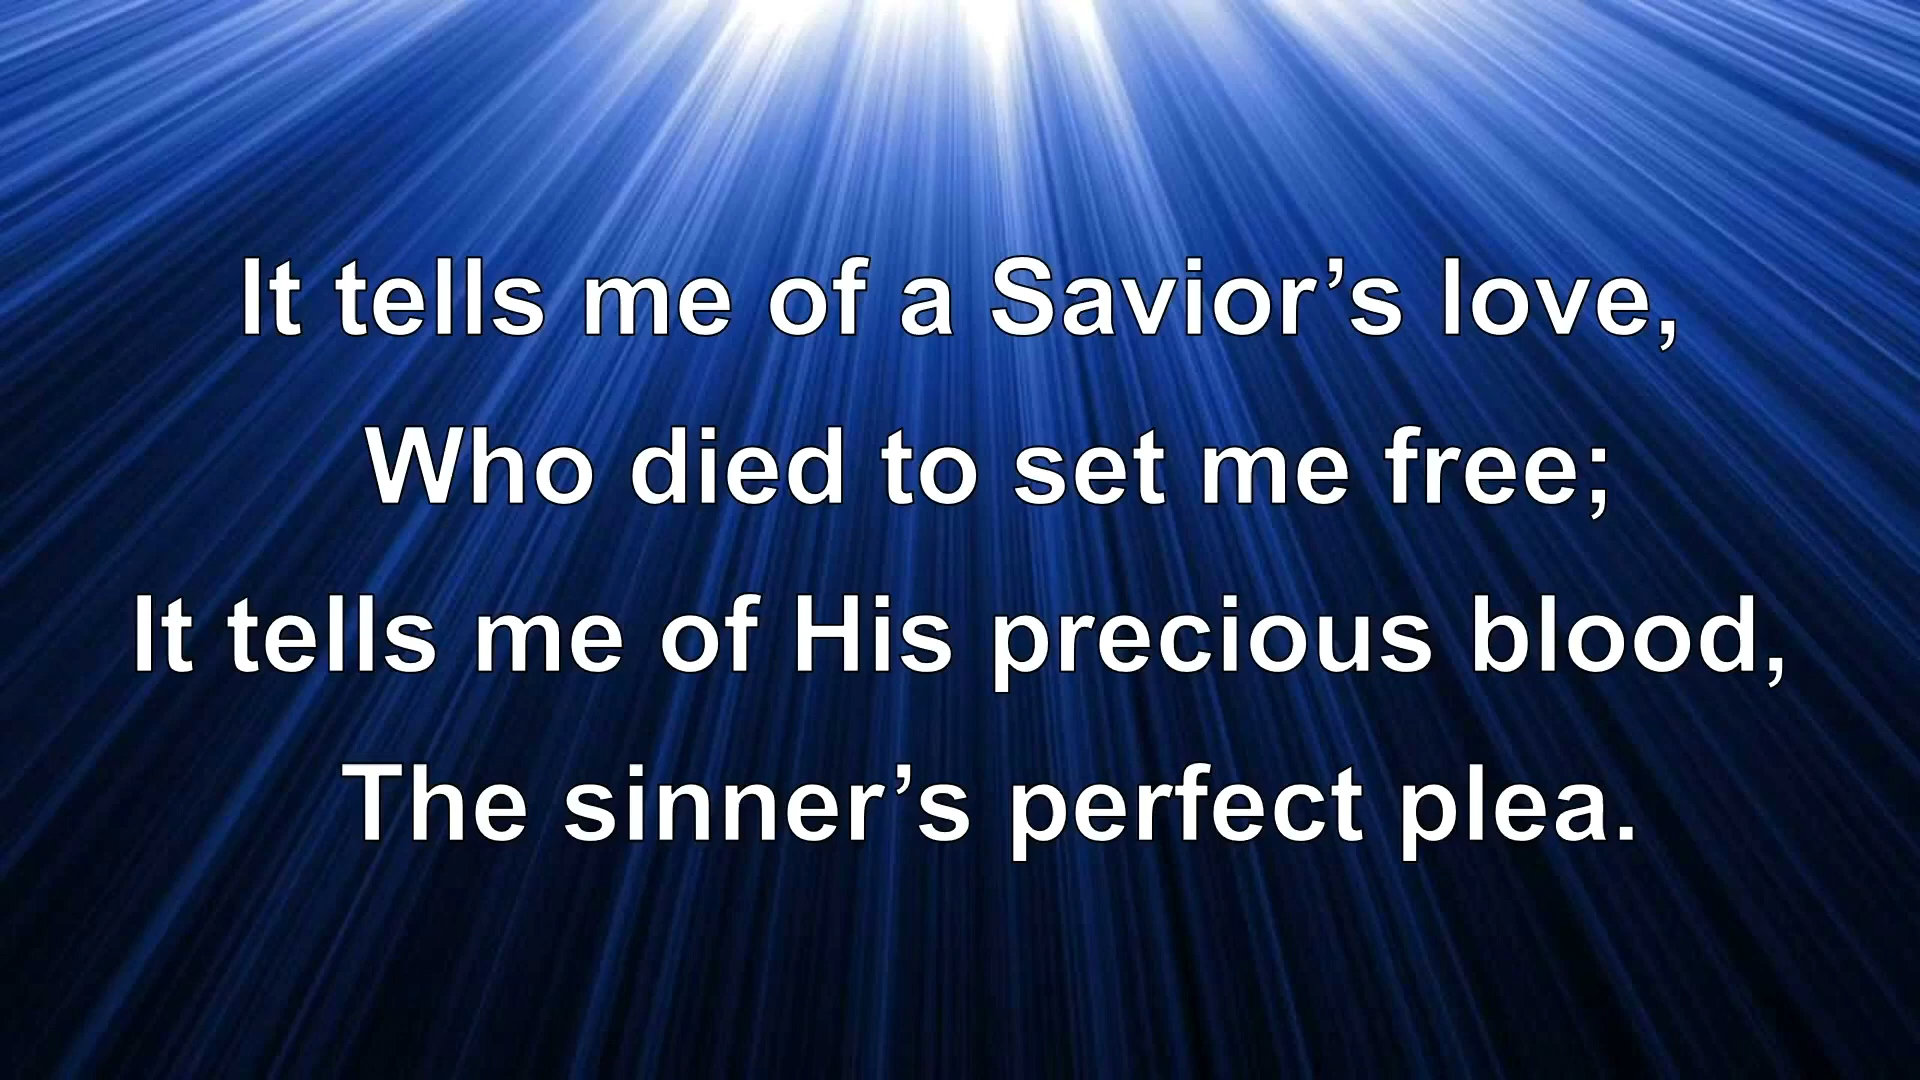 It tells me of a Savior’s love,
Who died to set me free;
It tells me of His precious blood,
The sinner’s perfect plea.